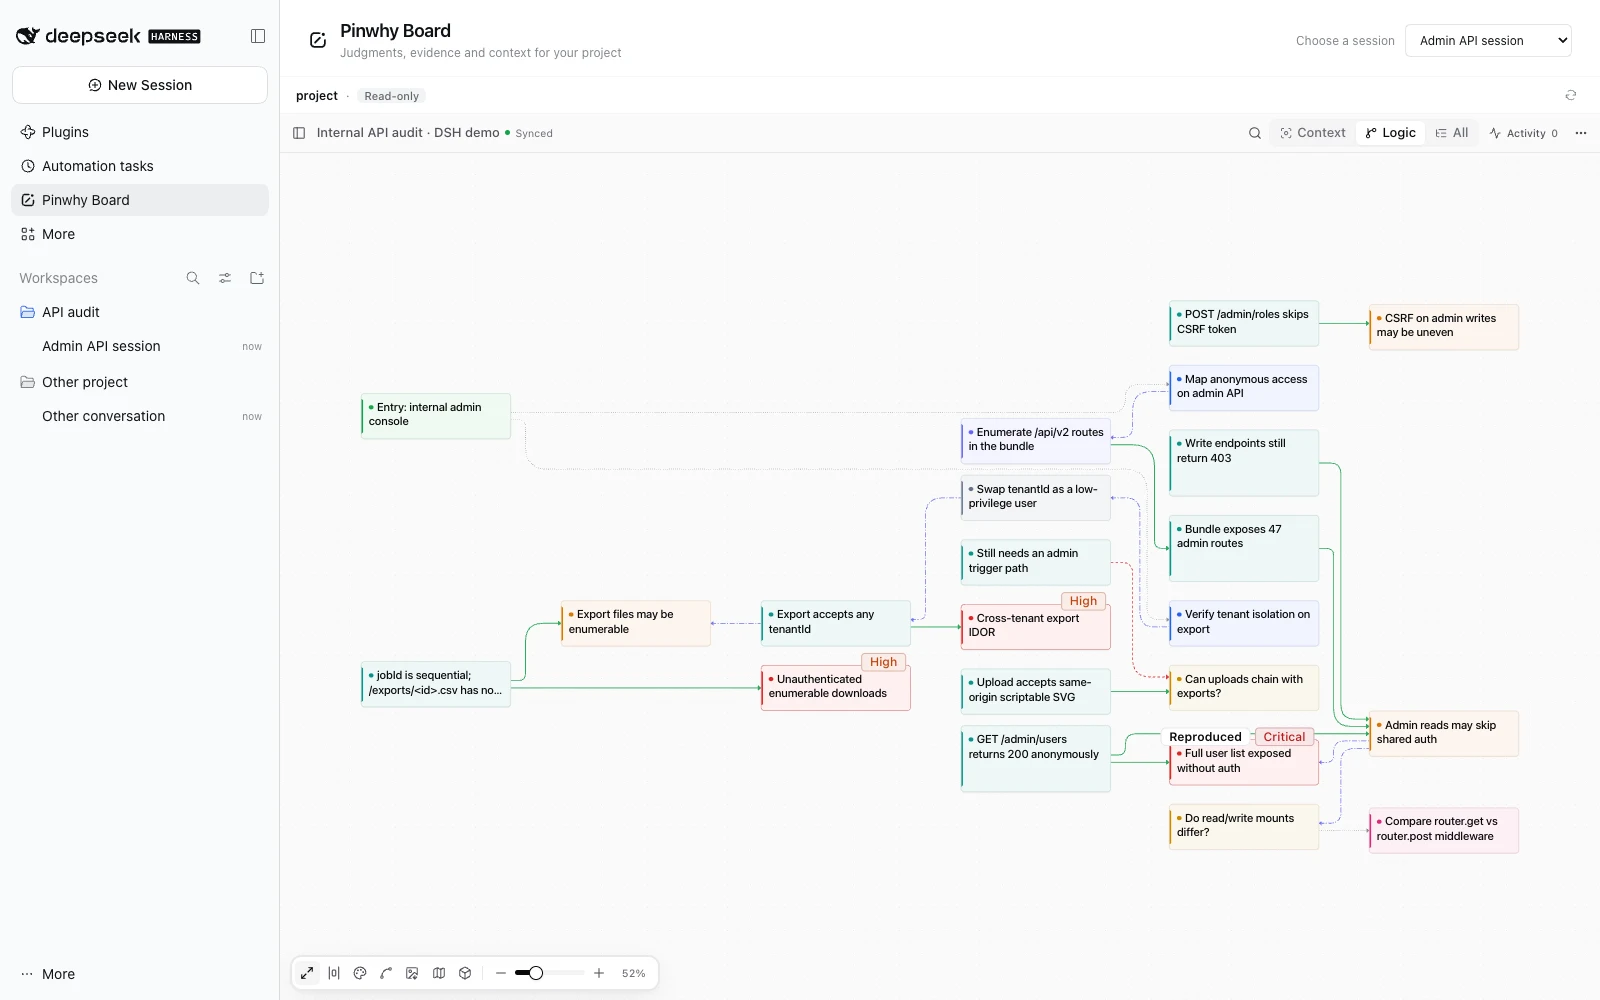 deepseek HARNESS
New Session
Plugins
Automation tasks
Pinwhy Board
More
Workspaces
API audit
Admin API session now
Other project
Other conversation now
More
Pinwhy Board
Judgments, evidence and context for your project
Choose a session
Admin API session
project · Read-only
Internal API audit · DSH demo
Synced
Context
Logic
All
Activity 0
POST /admin/roles skips
CSRF token
CSRF on admin writes
may be uneven
Map anonymous access
on admin API
Entry: internal admin
console
Enumerate /api/v2 routes
in the bundle
Write endpoints still
return 403
Swap tenantId as a low-
privilege user
Bundle exposes 47
admin routes
Still needs an admin
trigger path
Export files may be
enumerable
Export accepts any
tenantId
High
Cross-tenant export
IDOR
Verify tenant isolation on
export
jobId is sequential;
/exports/<id>.csv has no...
High
Unauthenticated
enumerable downloads
Upload accepts same-
origin scriptable SVG
Can uploads chain with
exports?
GET /admin/users
returns 200 anonymously
Reproduced
Critical
Full user list exposed
without auth
Admin reads may skip
shared auth
Do read/write mounts
differ?
Compare router.get vs
router.post middleware
52%